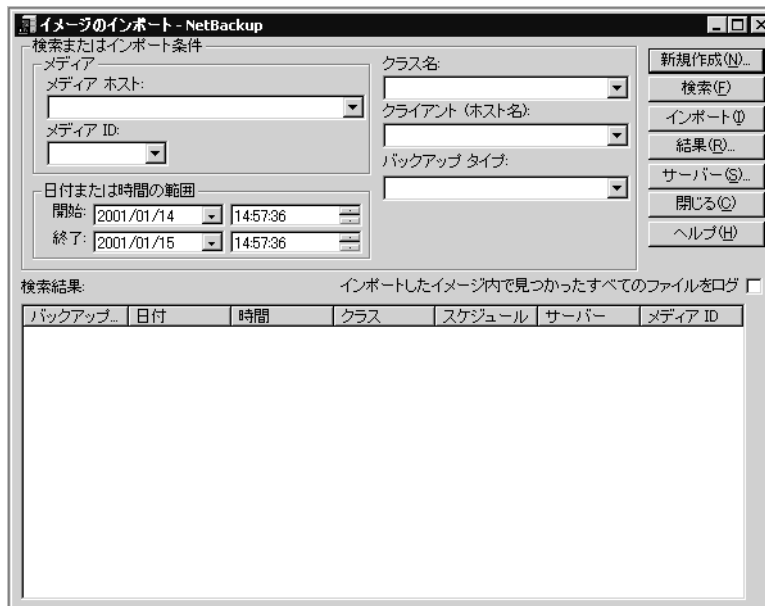 イメージのインポート - NetBackup
検索またはインポート条件
メディア
メディア ホスト:
メディア ID:
日付または時間の範囲
開始: 2001/01/14 14:57:36
終了: 2001/01/15 14:57:36
クラス名:
クライアント (ホスト名):
バックアップ タイプ:
新規作成(N)...
検索(F)
インポート(I)
結果(R)...
サーバー(S)...
閉じる(C)
ヘルプ(H)
検索結果: インポートしたイメージ内で見つかったすべてのファイルをログ
バックアップ... 日付 時間 クラス スケジュール サーバー メディア ID